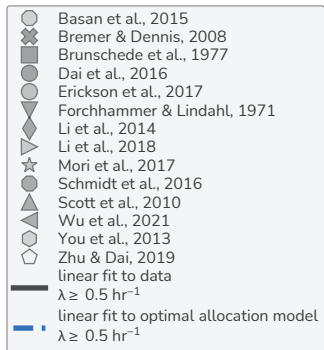 Basan et al., 2015
Bremer & Dennis, 2008
Brunschede et al., 1977
Dai et al., 2016
Erickson et al., 2017
Forchhammer & Lindahl, 1971
Li et al., 2014
Li et al., 2018
Mori et al., 2017
Schmidt et al., 2016
Scott et al., 2010
Wu et al., 2021
You et al., 2013
Zhu & Dai, 2019
linear fit to data
λ ≥ 0.5 hr⁻¹
linear fit to optimal allocation model
λ ≥ 0.5 hr⁻¹